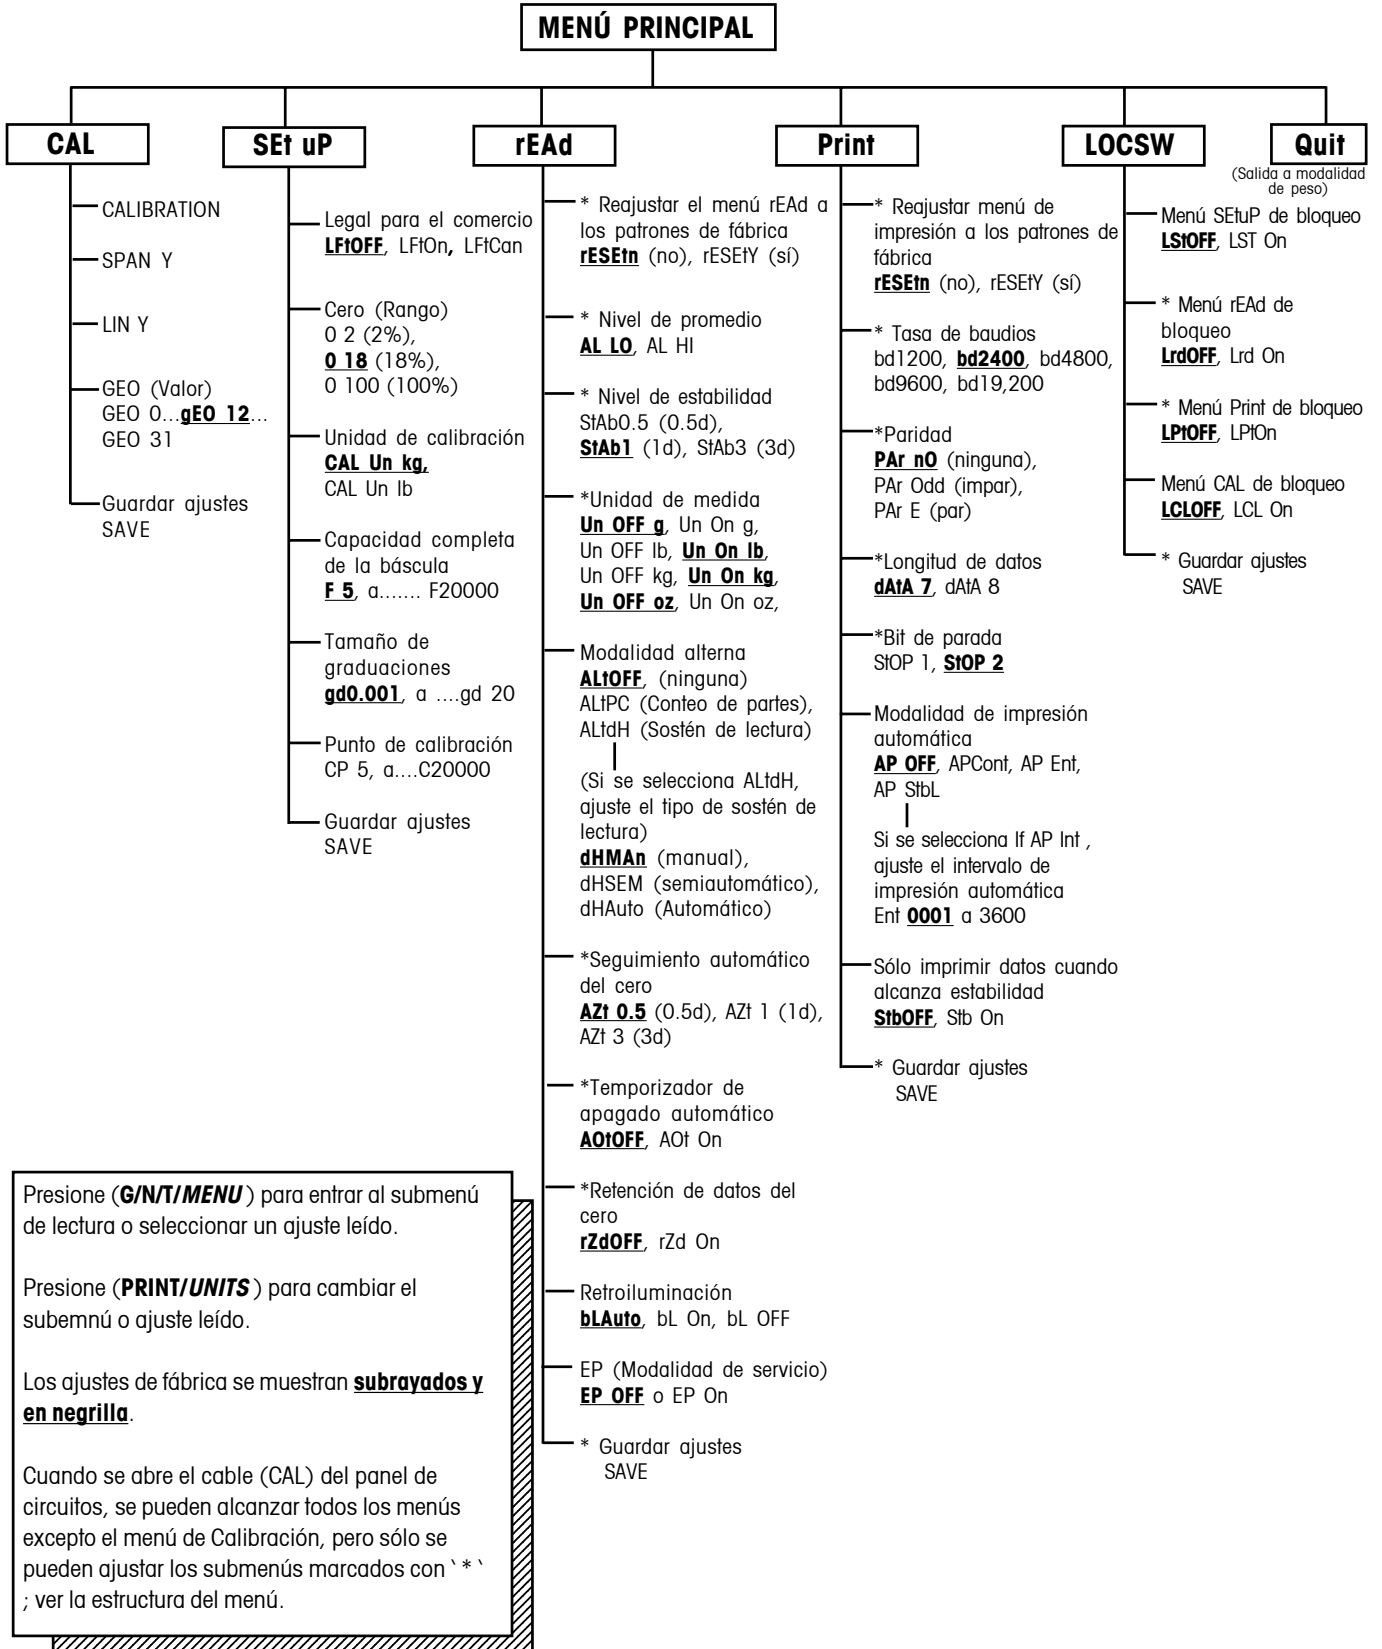 MENÚ PRINCIPAL
CAL
CALIBRATION
SPAN Y
LIN Y
GEO (Valor)
GEO 0...gEO 12...
GEO 31
Guardar ajustes
SAVE
SEt uP
Legal para el comercio
LFtOFF, LFtOn, LFtCan
Cero (Rango)
0 2 (2%),
0 18 (18%),
0 100 (100%)
Unidad de calibración
CAL Un kg,
CAL Un lb
Capacidad completa
de la báscula
F 5, a....... F20000
Tamaño de
graduaciones
gd0.001, a ....gd 20
Punto de calibración
CP 5, a....C20000
Guardar ajustes
SAVE
rEAd
* Reajustar el menú rEAd a
los patrones de fábrica
rESEtn (no), rESEtY (sí)
* Nivel de promedio
AL LO, AL HI
* Nivel de estabilidad
StAb0.5 (0.5d),
StAb1 (1d), StAb3 (3d)
*Unidad de medida
Un OFF g, Un On g,
Un OFF lb, Un On lb,
Un OFF kg, Un On kg,
Un OFF oz, Un On oz,
Modalidad alterna
ALtOFF, (ninguna)
ALtPC (Conteo de partes),
ALtdH (Sostén de lectura)
(Si se selecciona ALtdH,
ajuste el tipo de sostén de
lectura)
dHMAn (manual),
dHSEM (semiautomático),
dHAuto (Automático)
*Seguimiento automático
del cero
AZt 0.5 (0.5d), AZt 1 (1d),
AZt 3 (3d)
*Temporizador de
apagado automático
AOtOFF, AOt On
*Retención de datos del
cero
rZdOFF, rZd On
Retroiluminación
bLAuto, bL On, bL OFF
EP (Modalidad de servicio)
EP OFF o EP On
* Guardar ajustes
SAVE
Print
* Reajustar menú de
impresión a los patrones de
fábrica
rESEtn (no), rESEtY (sí)
* Tasa de baudios
bd1200, bd2400, bd4800,
bd9600, bd19,200
*Paridad
PAr nO (ninguna),
PAr Odd (impar),
PAr E (par)
*Longitud de datos
dAtA 7, dAtA 8
*Bit de parada
StOP 1, StOP 2
Modalidad de impresión
automática
AP OFF, APCont, AP Ent,
AP StbL
Si se selecciona If AP Int ,
ajuste el intervalo de
impresión automática
Ent 0001 a 3600
Sólo imprimir datos cuando
alcanza estabilidad
StbOFF, Stb On
* Guardar ajustes
SAVE
LOCSW
Menú SEtuP de bloqueo
LStOFF, LST On
* Menú rEAd de
bloqueo
LrdOFF, Lrd On
* Menú Print de bloqueo
LPtOFF, LPtOn
Menú CAL de bloqueo
LCLOFF, LCL On
* Guardar ajustes
SAVE
Quit
(Salida a modalidad
de peso)
Presione (G/N/T/MENU ) para entrar al submenú
de lectura o seleccionar un ajuste leído.
Presione (PRINT/UNITS ) para cambiar el
subemnú o ajuste leído.
Los ajustes de fábrica se muestran subrayados y
en negrilla.
Cuando se abre el cable (CAL) del panel de
circuitos, se pueden alcanzar todos los menús
excepto el menú de Calibración, pero sólo se
pueden ajustar los submenús marcados con ` * `
; ver la estructura del menú.